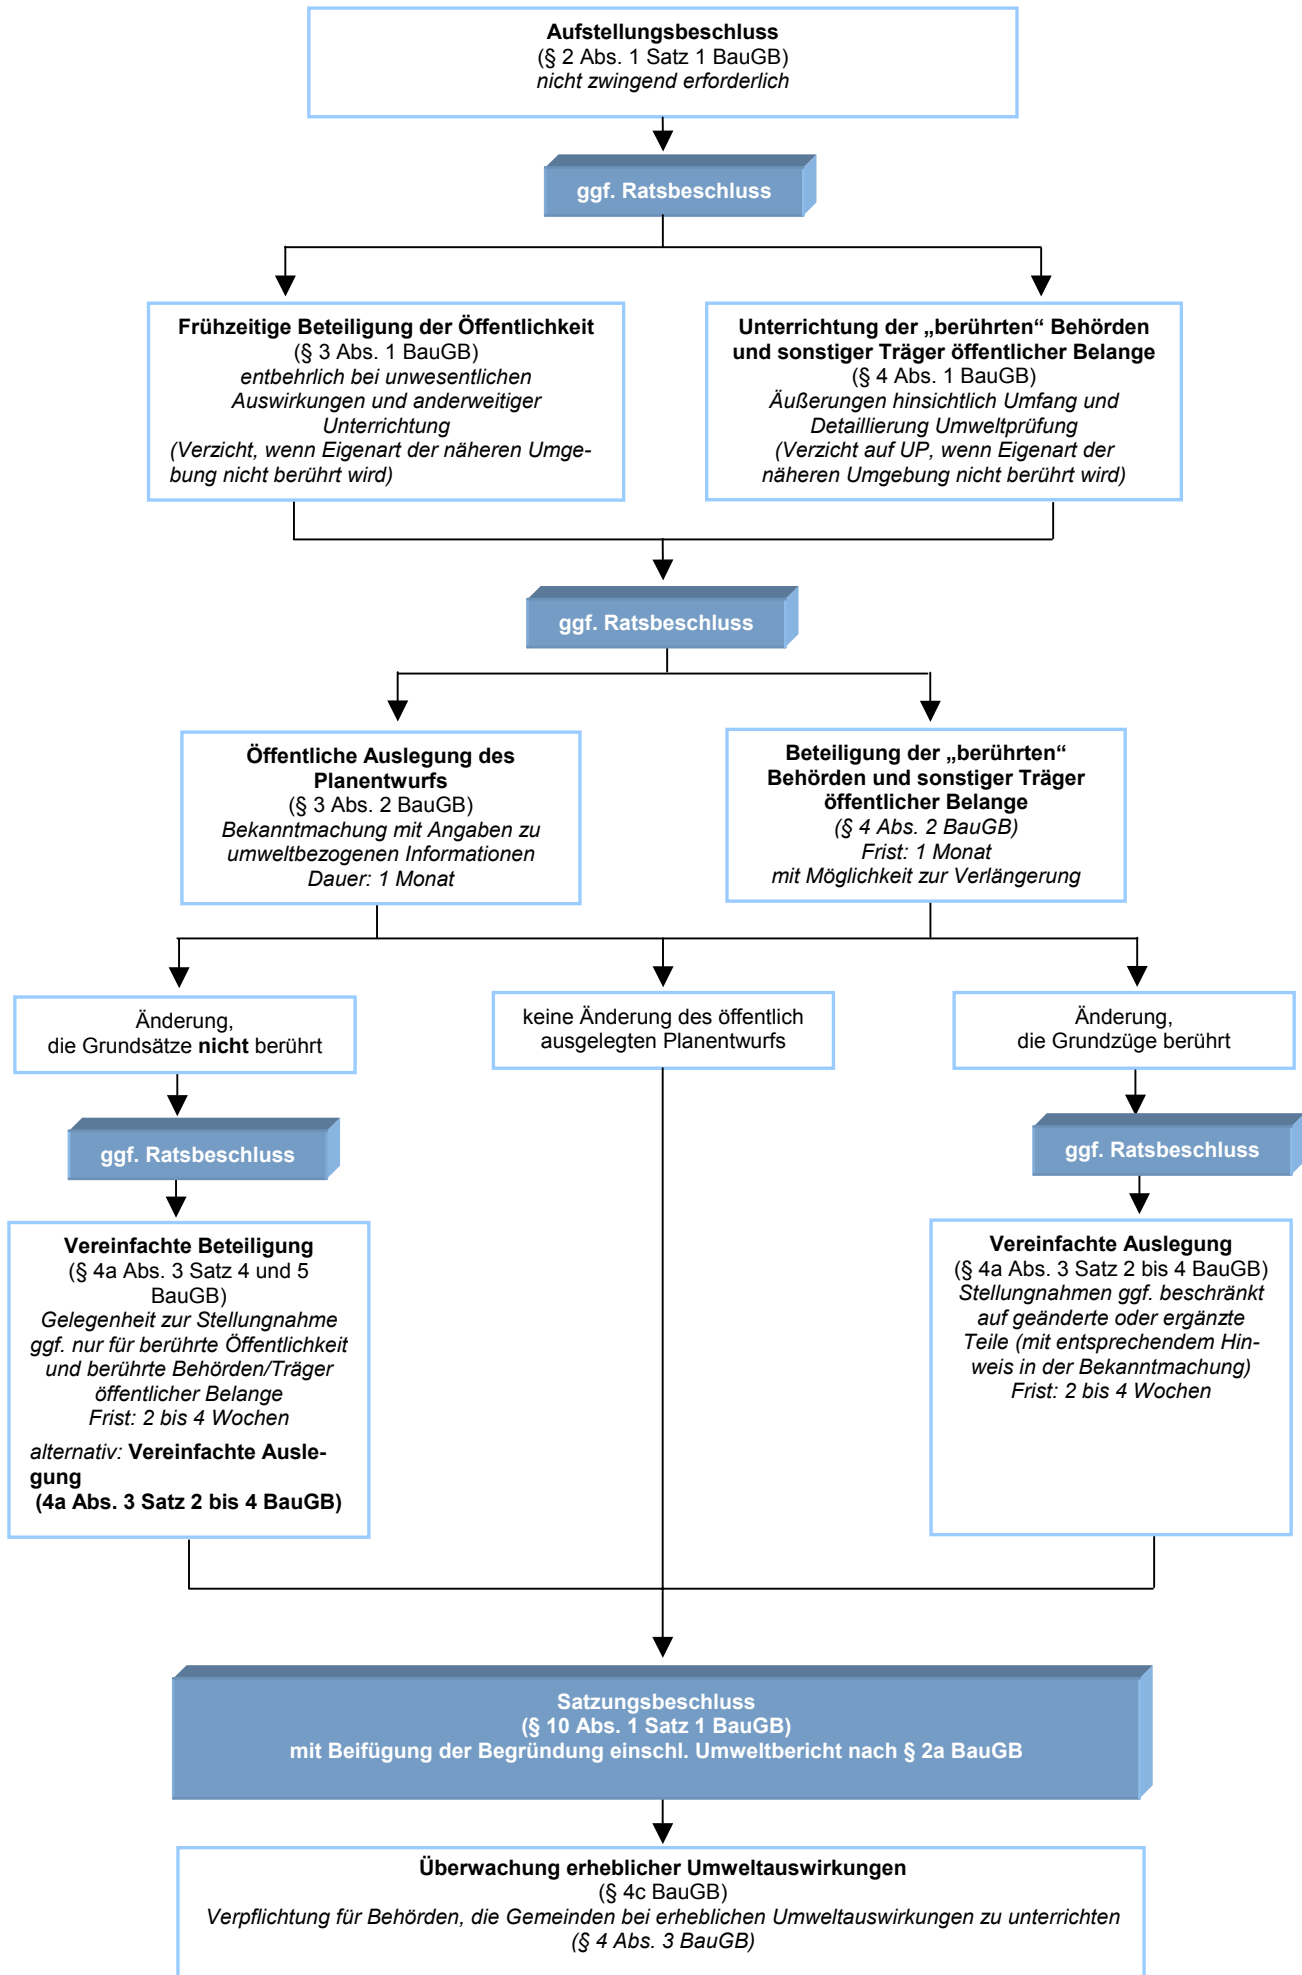 Aufstellungsbeschluss
(§ 2 Abs. 1 Satz 1 BauGB)
nicht zwingend erforderlich
ggf. Ratsbeschluss
Frühzeitige Beteiligung der Öffentlichkeit
(§ 3 Abs. 1 BauGB)
entbehrlich bei unwesentlichen
Auswirkungen und anderweitiger
Unterrichtung
(Verzicht, wenn Eigenart der näheren Umge-
bung nicht berührt wird)
Unterrichtung der „berührten“ Behörden
und sonstiger Träger öffentlicher Belange
(§ 4 Abs. 1 BauGB)
Äußerungen hinsichtlich Umfang und
Detaillierung Umweltprüfung
(Verzicht auf UP, wenn Eigenart der
näheren Umgebung nicht berührt wird)
ggf. Ratsbeschluss
Öffentliche Auslegung des
Planentwurfs
(§ 3 Abs. 2 BauGB)
Bekanntmachung mit Angaben zu
umweltbezogenen Informationen
Dauer: 1 Monat
Beteiligung der „berührten“
Behörden und sonstiger Träger
öffentlicher Belange
(§ 4 Abs. 2 BauGB)
Frist: 1 Monat
mit Möglichkeit zur Verlängerung
Änderung,
die Grundsätze nicht berührt
keine Änderung des öffentlich
ausgelegten Planentwurfs
Änderung,
die Grundzüge berührt
ggf. Ratsbeschluss
ggf. Ratsbeschluss
Vereinfachte Beteiligung
(§ 4a Abs. 3 Satz 4 und 5
BauGB)
Gelegenheit zur Stellungnahme
ggf. nur für berührte Öffentlichkeit
und berührte Behörden/Träger
öffentlicher Belange
Frist: 2 bis 4 Wochen
alternativ: Vereinfachte Ausle-
gung
(4a Abs. 3 Satz 2 bis 4 BauGB)
Vereinfachte Auslegung
(§ 4a Abs. 3 Satz 2 bis 4 BauGB)
Stellungnahmen ggf. beschränkt
auf geänderte oder ergänzte
Teile (mit entsprechendem Hin-
weis in der Bekanntmachung)
Frist: 2 bis 4 Wochen
Satzungsbeschluss
(§ 10 Abs. 1 Satz 1 BauGB)
mit Beifügung der Begründung einschl. Umweltbericht nach § 2a BauGB
Überwachung erheblicher Umweltauswirkungen
(§ 4c BauGB)
Verpflichtung für Behörden, die Gemeinden bei erheblichen Umweltauswirkungen zu unterrichten
(§ 4 Abs. 3 BauGB)